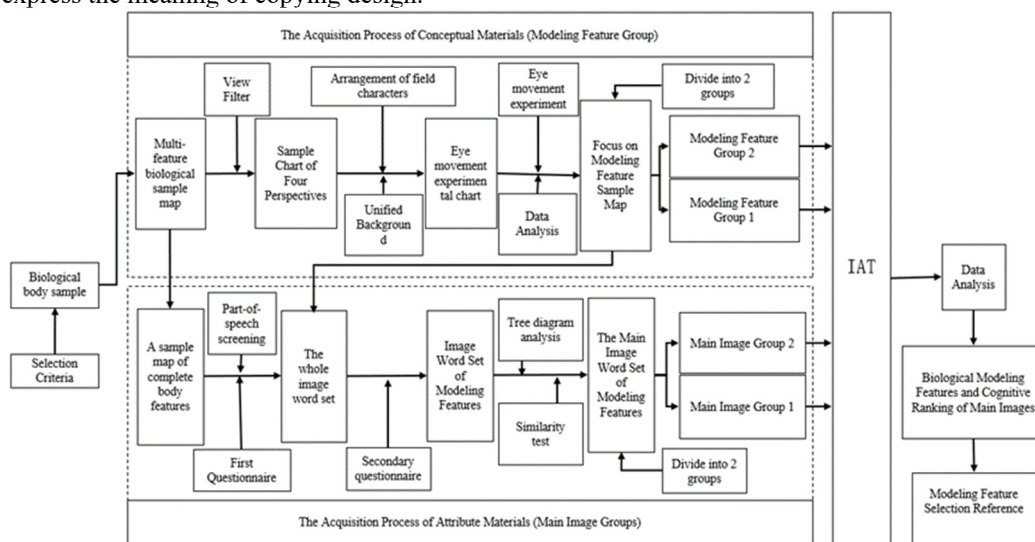 express the meaning of copying design.
The Acquisition Process of Conceptual Materials (Modeling Feature Group)
View
Filter
Arrangement of field
characters
Eye
movement
experiment
Divide into 2
groups
Multi-
feature
biological
sample
map
Sample
Chart of
Four
Perspectives
Eye
movement
experimen
tal chart
Focus on
Modeling
Feature
Sample
Map
Modeling Feature
Group 2
Modeling Feature
Group 1
Unified
Backgroun
d
Data
Analysis
Biological
body sample
Selection
Criteria
IAT
Data
Analysis
Biological Modeling
Features and Cognitive
Ranking of Main Images
Modeling Feature
Selection Reference
Part-of-
speech
screening
Tree diagram
analysis
A sample
map of
complete
body
features
The
whole
image
word set
Image
Word Set
of
Modeling
Features
The Main
Image
Word Set
of
Modeling
Features
Main Image Group 2
Main Image Group 1
Similarity
test
First
Questionnaire
Secondary
questionnaire
Divide into 2
groups
The Acquisition Process of Attribute Materials (Main Image Groups)